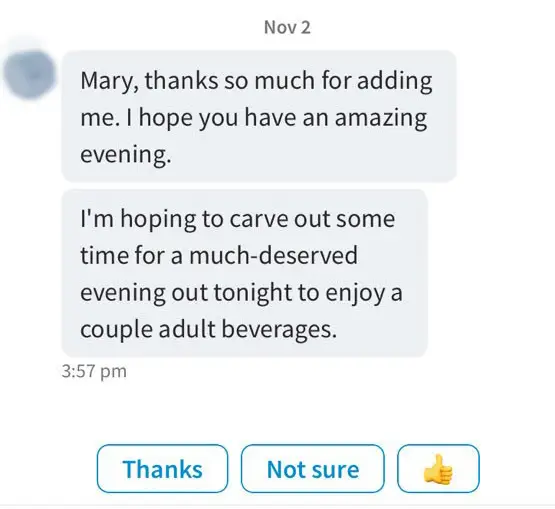 Nov 2
Mary, thanks so much for adding
me. I hope you have an amazing
evening.
I'm hoping to carve out some
time for a much-deserved
evening out tonight to enjoy a
couple adult beverages.
3:57 pm
Thanks
Not sure
👍